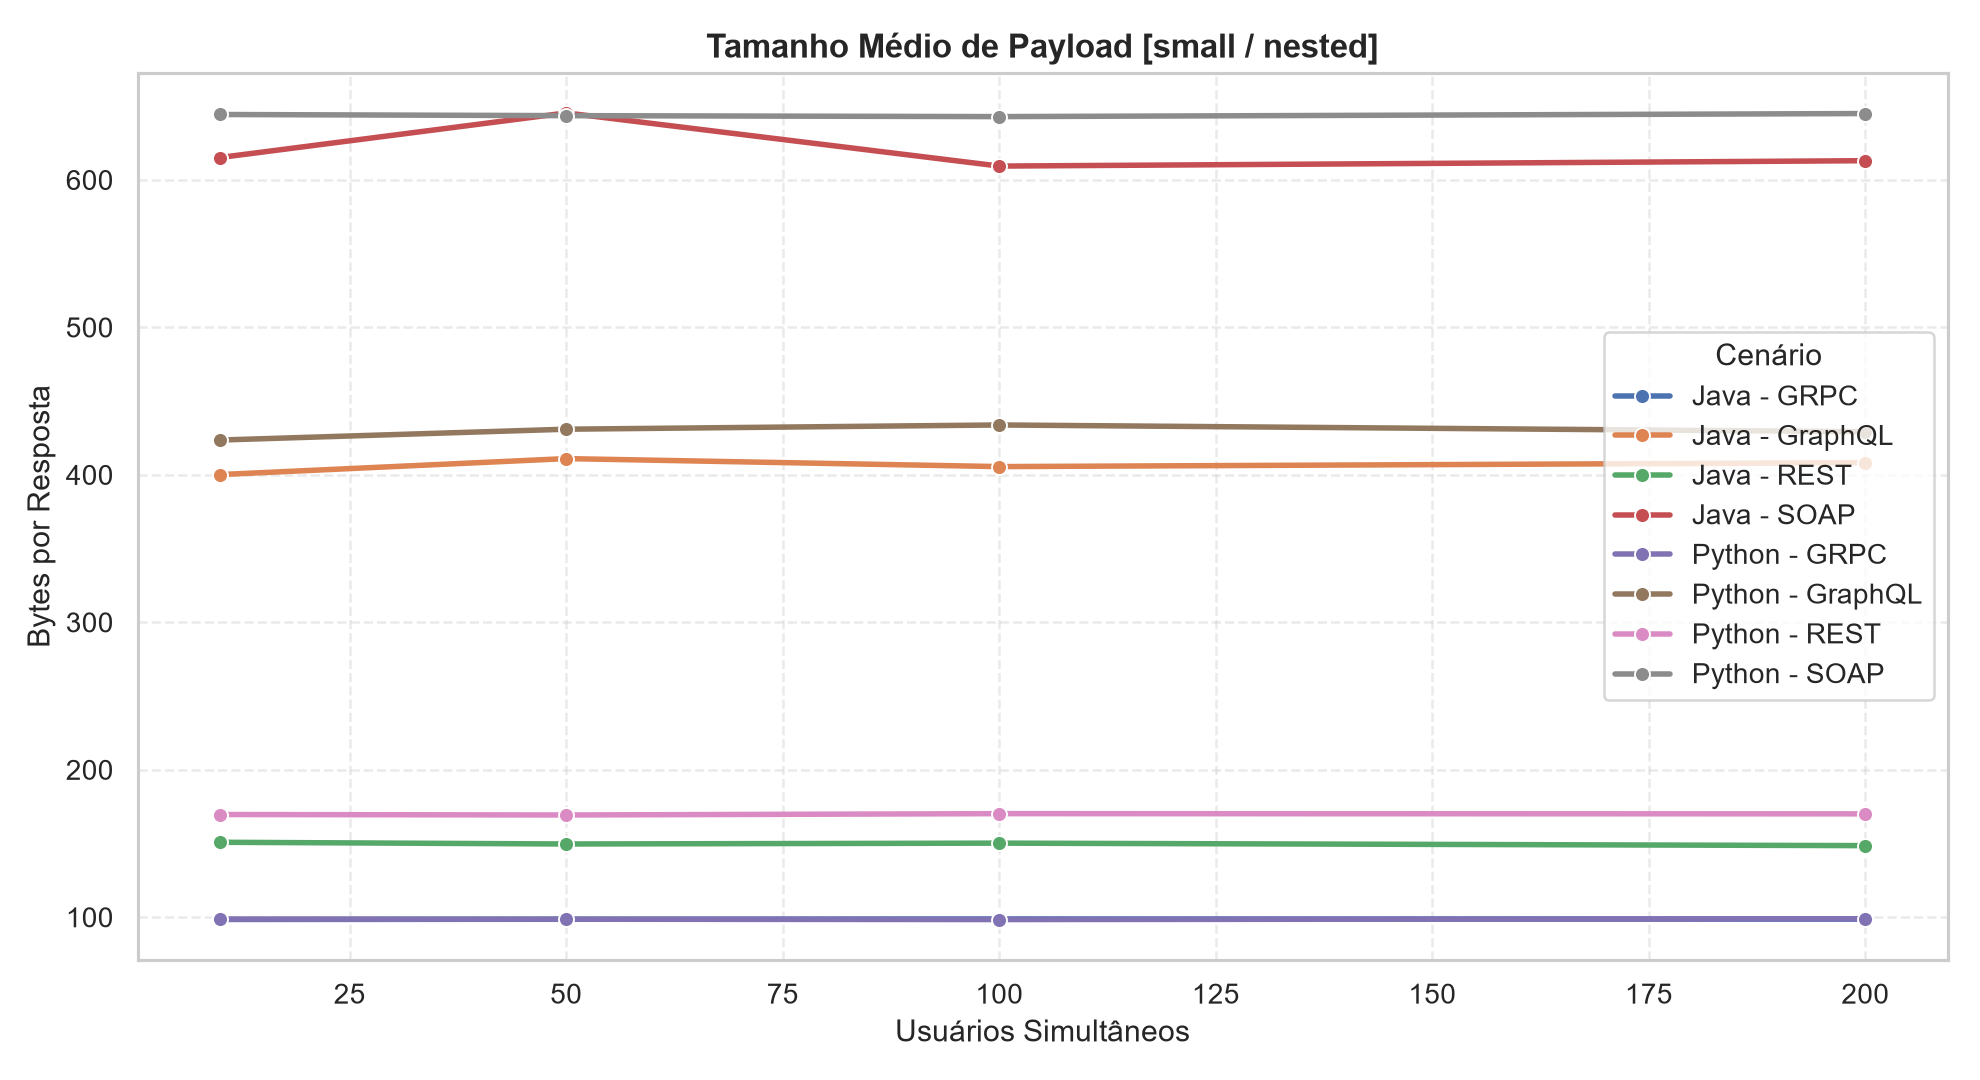 Tamanho Médio de Payload [small / nested]
600
500
400
300
200
100
Bytes por Resposta
Cenário
Java - GRPC
Java - GraphQL
Java - REST
Java - SOAP
Python - GRPC
Python - GraphQL
Python - REST
Python - SOAP
25 50 75 100 125 150 175 200
Usuários Simultâneos